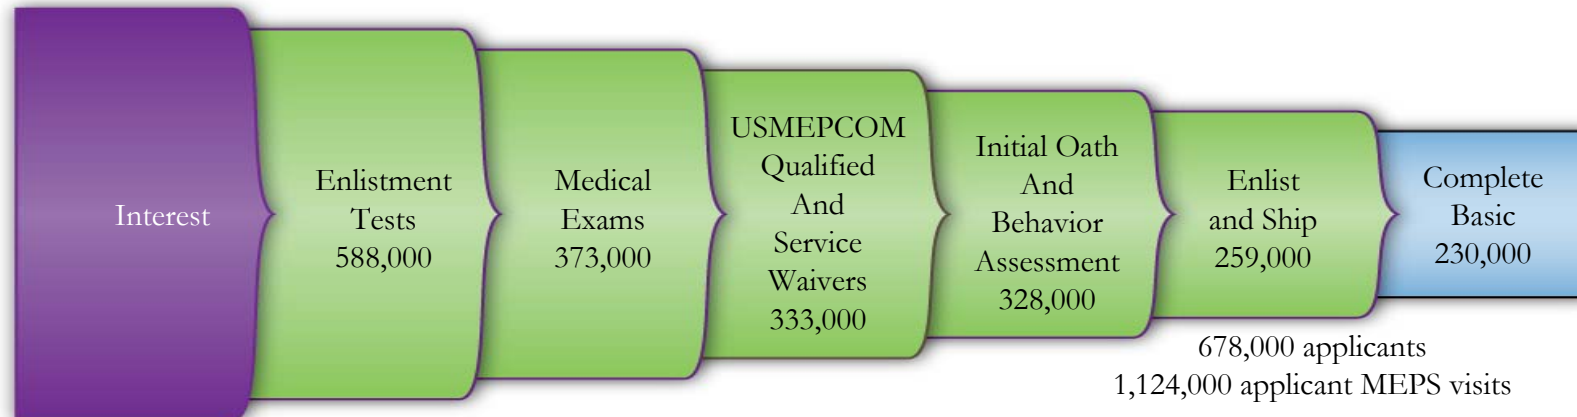 Interest
Enlistment
Tests
588,000
Medical
Exams
373,000
USMEPCOM
Qualified
And
Service
Waivers
333,000
Initial Oath
And
Behavior
Assessment
328,000
Enlist
and Ship
259,000
Complete
Basic
230,000
678,000 applicants
1,124,000 applicant MEPS visits